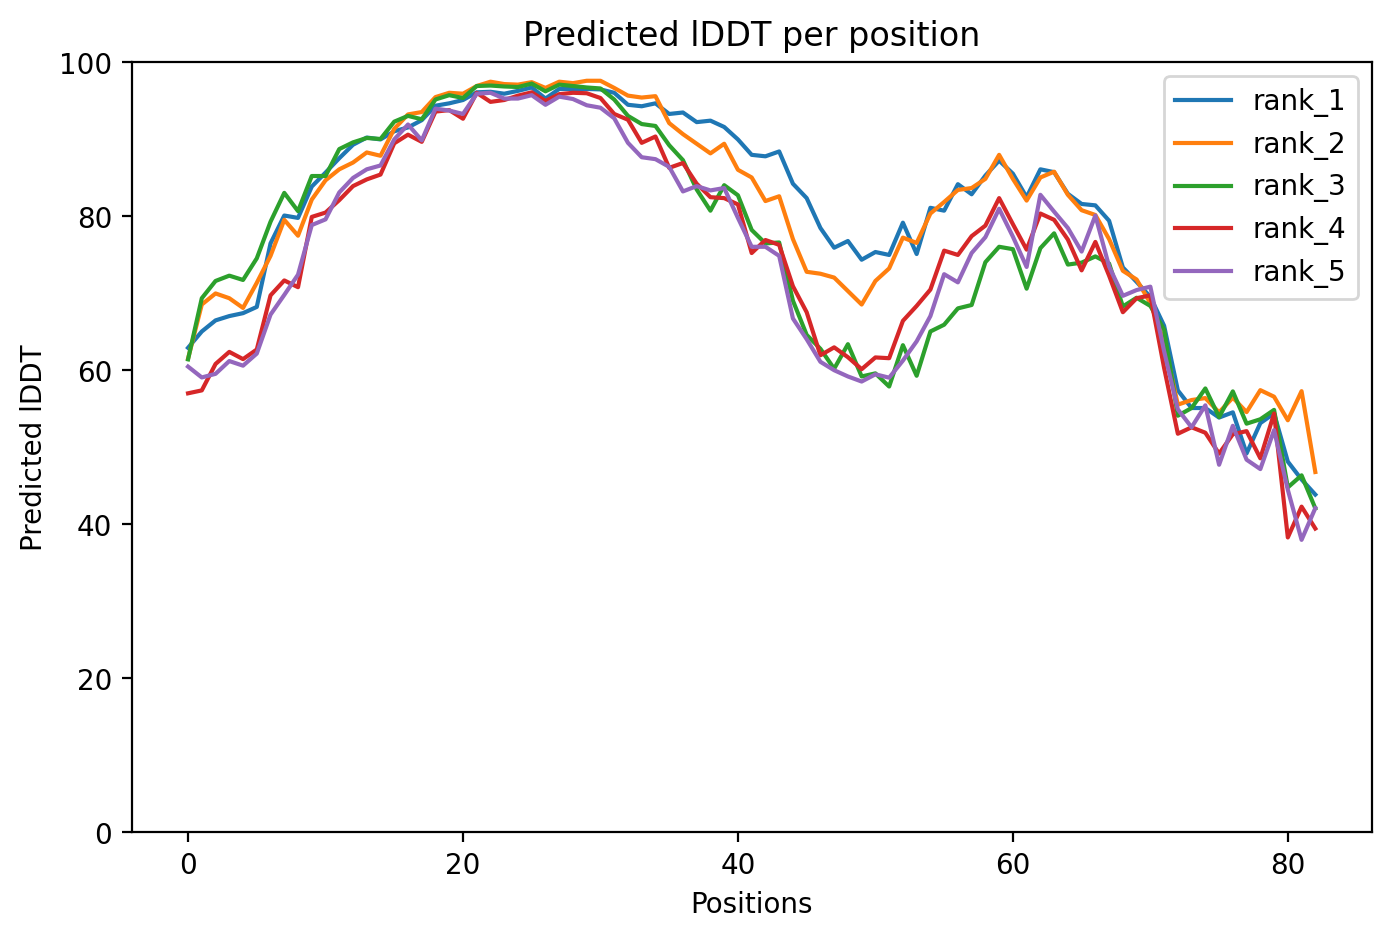 Predicted lDDT per position
100
80
60
40
20
0
Predicted lDDT
0 20 40 60 80
Positions
rank_1
rank_2
rank_3
rank_4
rank_5